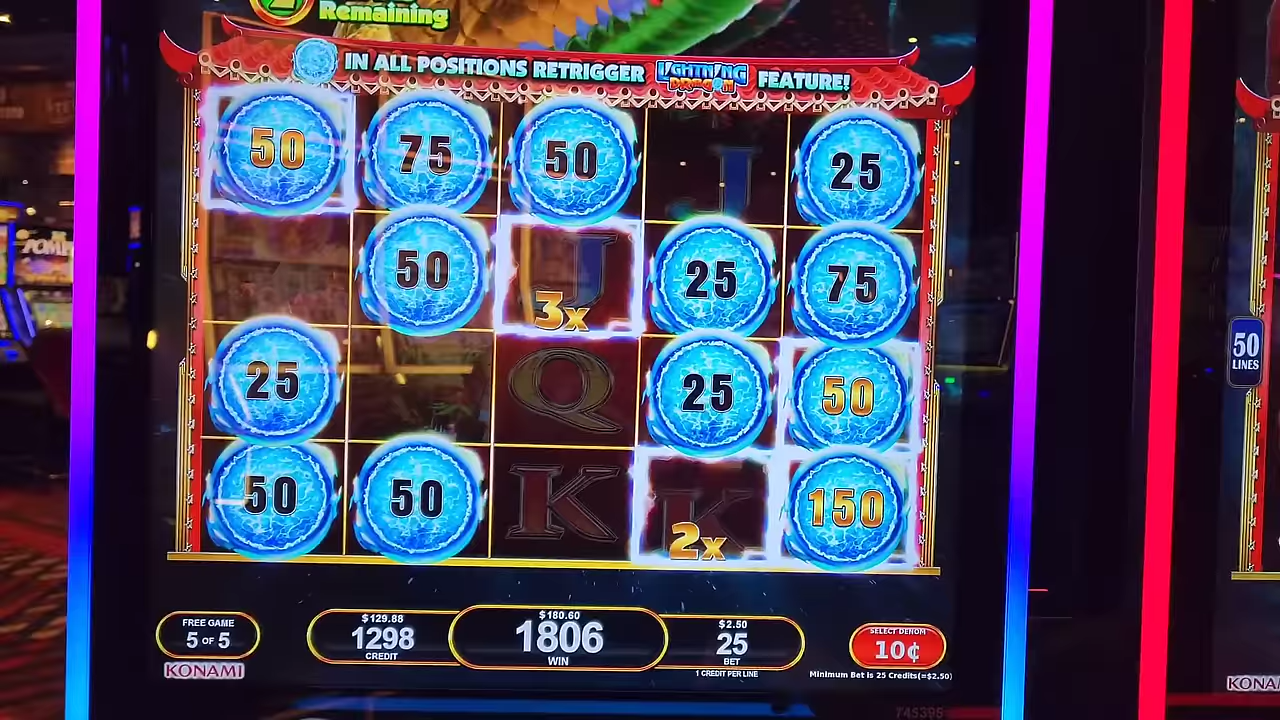 2
Remaining
IN ALL POSITIONS RETRIGGER LIGHTNING DRAGON FEATURE!
50 75 50 J 25
50 J 3x 25 75
25 Q 25 50
50 50 K K 2x 150
50
LINES
FREE GAME
5 OF 5
$129.88
1298
CREDIT
$180.60
1806
WIN
$2.50
25
BET
1 CREDIT PER LINE
SELECT DENOM
10¢
Minimum Bet is 25 Credits(=$2.50)
KONAMI
745395